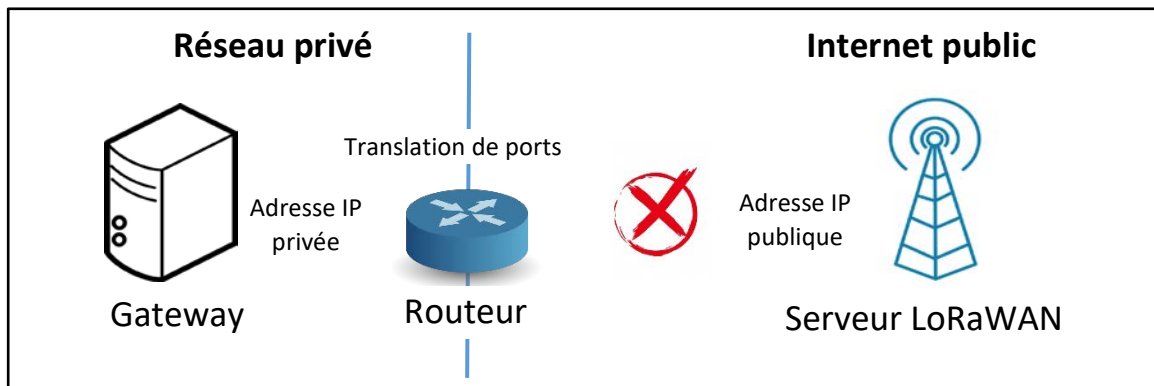 Réseau privé
Internet public
Translation de ports
Adresse IP
privée
Adresse IP
publique
Gateway
Routeur
Serveur LoRaWAN